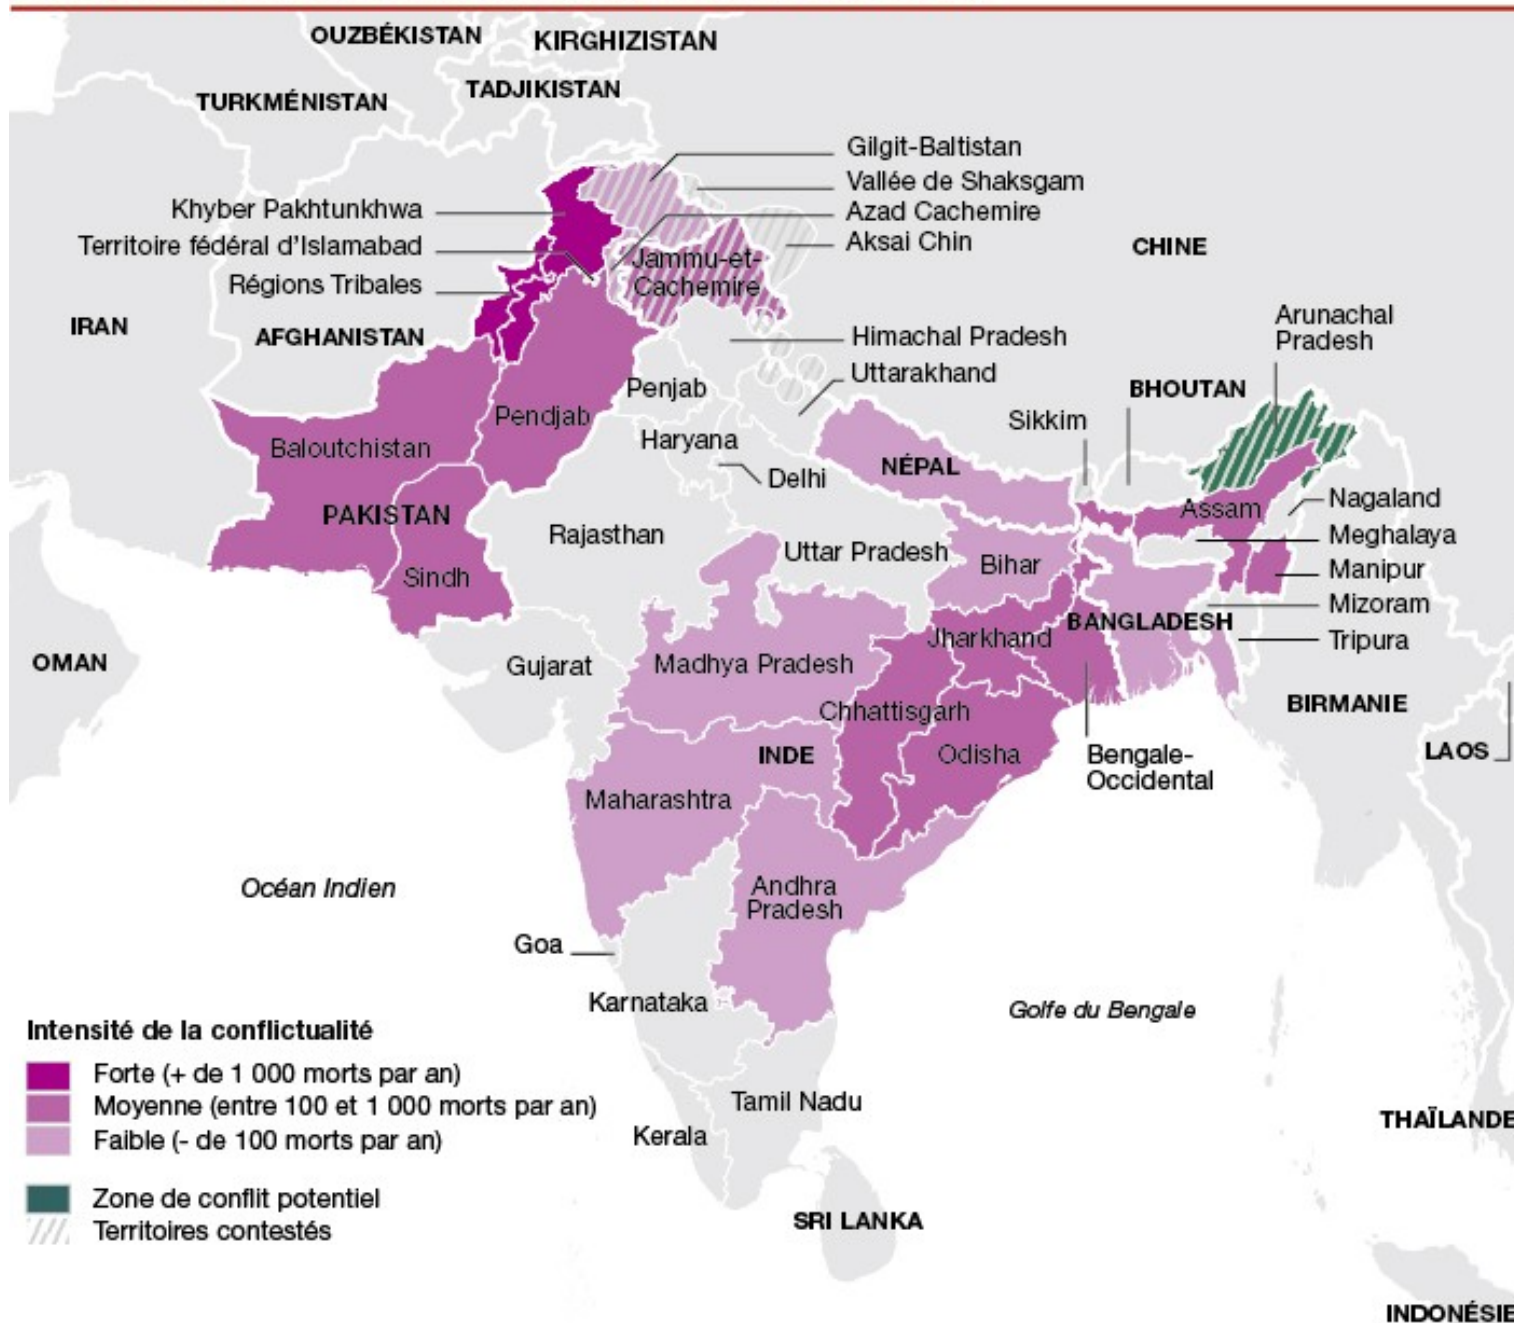 OUZBÉKISTAN
KIRGHIZISTAN
TURKMÉNISTAN
TADJIKISTAN
Gilgit-Baltistan
Vallée de Shaksgam
Khyber Pakhtunkhwa
Azad Cachemire
Territoire fédéral d'Islamabad
Aksai Chin
CHINE
Jammu-et-
Cachemire
Régions Tribales
IRAN
AFGHANISTAN
Himachal Pradesh
Arunachal
Pradesh
Uttarakhand
Penjab
BHOUTAN
Pendjab
Sikkim
Baloutchistan
Haryana
NÉPAL
Delhi
Nagaland
PAKISTAN
Assam
Rajasthan
Meghalaya
Uttar Pradesh
Bihar
Manipur
Sindh
Mizoram
BANGLADESH
Jharkhand
Tripura
OMAN
Gujarat
Madhya Pradesh
BIRMANIE
Chhattisgarh
LAOS
INDE
Odisha
Bengale-
Occidental
Maharashtra
Océan Indien
Andhra
Pradesh
Goa
Karnataka
Golfe du Bengale
Intensité de la conflictualité
Forte (+ de 1 000 morts par an)
Moyenne (entre 100 et 1 000 morts par an)
Faible (- de 100 morts par an)
Tamil Nadu
Kerala
THAÏLANDE
Zone de conflit potentiel
Territoires contestés
SRI LANKA
INDONÉSIE